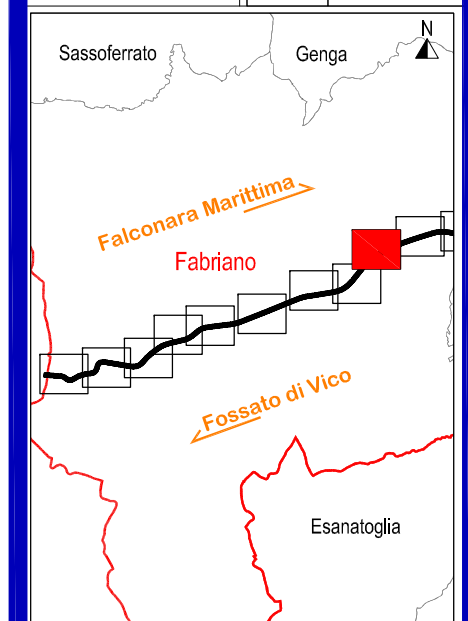 Sassoferrato
Genga
N
Falconara Marittima
Fabriano
Fossato di Vico
Esanatoglia